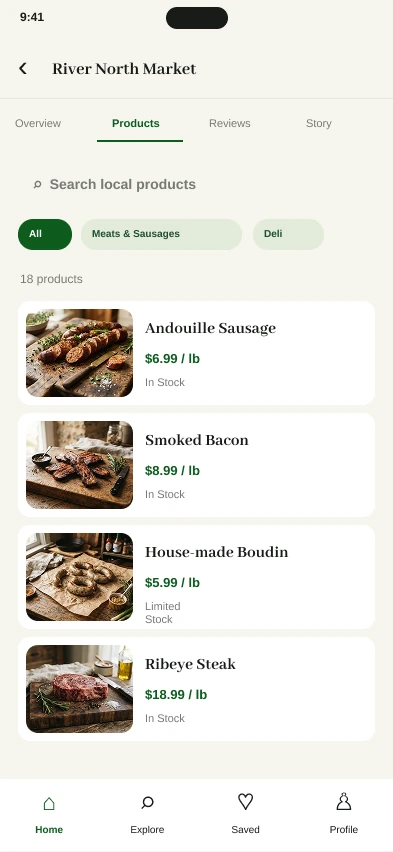 9:41
River North Market
Overview Products Reviews Story
Search local products
All Meats & Sausages Deli
18 products
Andouille Sausage
$6.99 / lb
In Stock
Smoked Bacon
$8.99 / lb
In Stock
House-made Boudin
$5.99 / lb
Limited
Stock
Ribeye Steak
$18.99 / lb
In Stock
Home Explore Saved Profile